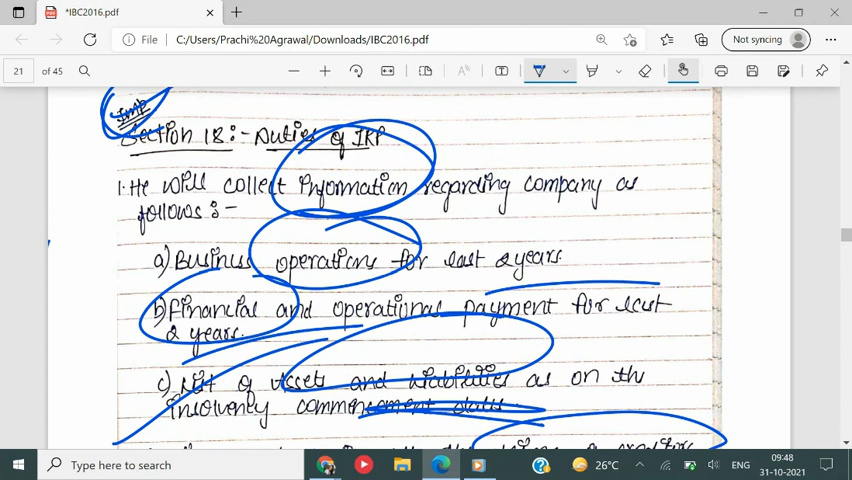 *IBC2016.pdf
File
C:/Users/Prachi%20Agrawal/Downloads/IBC2016.pdf
Not syncing
21 of 45
IMP
Section 18:- Duties of IRP
1. He will collect information regarding company as
follows:-
a) Business operations for last 2 years.
b) Financial and operational payment for last
2 years.
c) List of Assets and Liabilities as on the
insolvency commencement date
Type here to search
26°C
ENG
09:48
31-10-2021